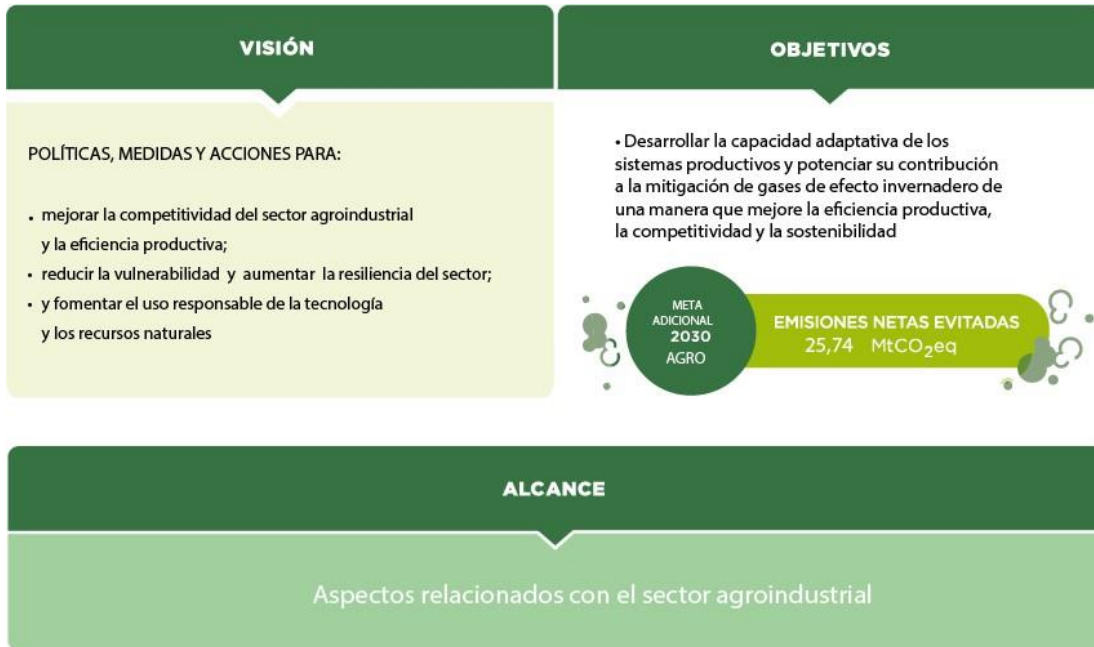 VISIÓN
POLÍTICAS, MEDIDAS Y ACCIONES PARA:
• mejorar la competitividad del sector agroindustrial
y la eficiencia productiva;
• reducir la vulnerabilidad y aumentar la resiliencia del sector;
• y fomentar el uso responsable de la tecnología
y los recursos naturales
OBJETIVOS
• Desarrollar la capacidad adaptativa de los
sistemas productivos y potenciar su contribución
a la mitigación de gases de efecto invernadero de
una manera que mejore la eficiencia productiva,
la competitividad y la sostenibilidad
META
ADICIONAL
2030
AGRO
EMISIONES NETAS EVITADAS
25,74 MtCO₂eq
ALCANCE
Aspectos relacionados con el sector agroindustrial